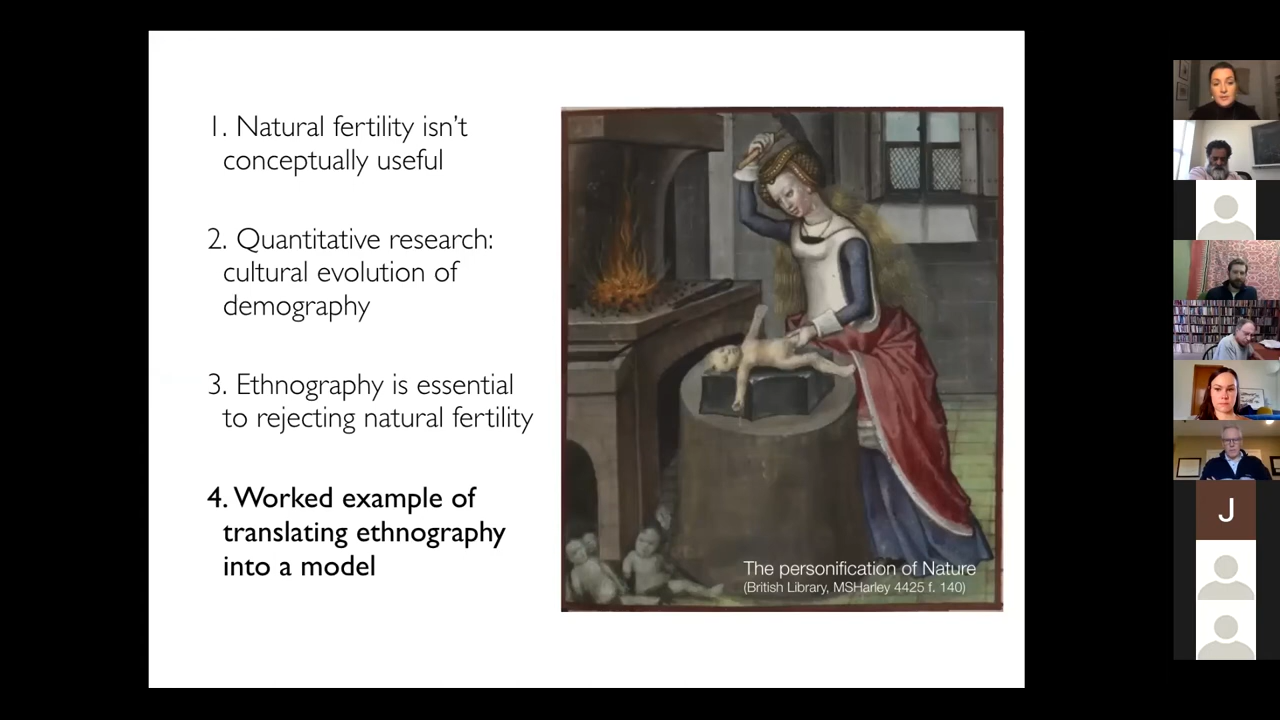 1. Natural fertility isn't
conceptually useful
2. Quantitative research:
cultural evolution of
demography
3. Ethnography is essential
to rejecting natural fertility
4. Worked example of
translating ethnography
into a model
The personification of Nature
(British Library, MSHarley 4425 f. 140)
J